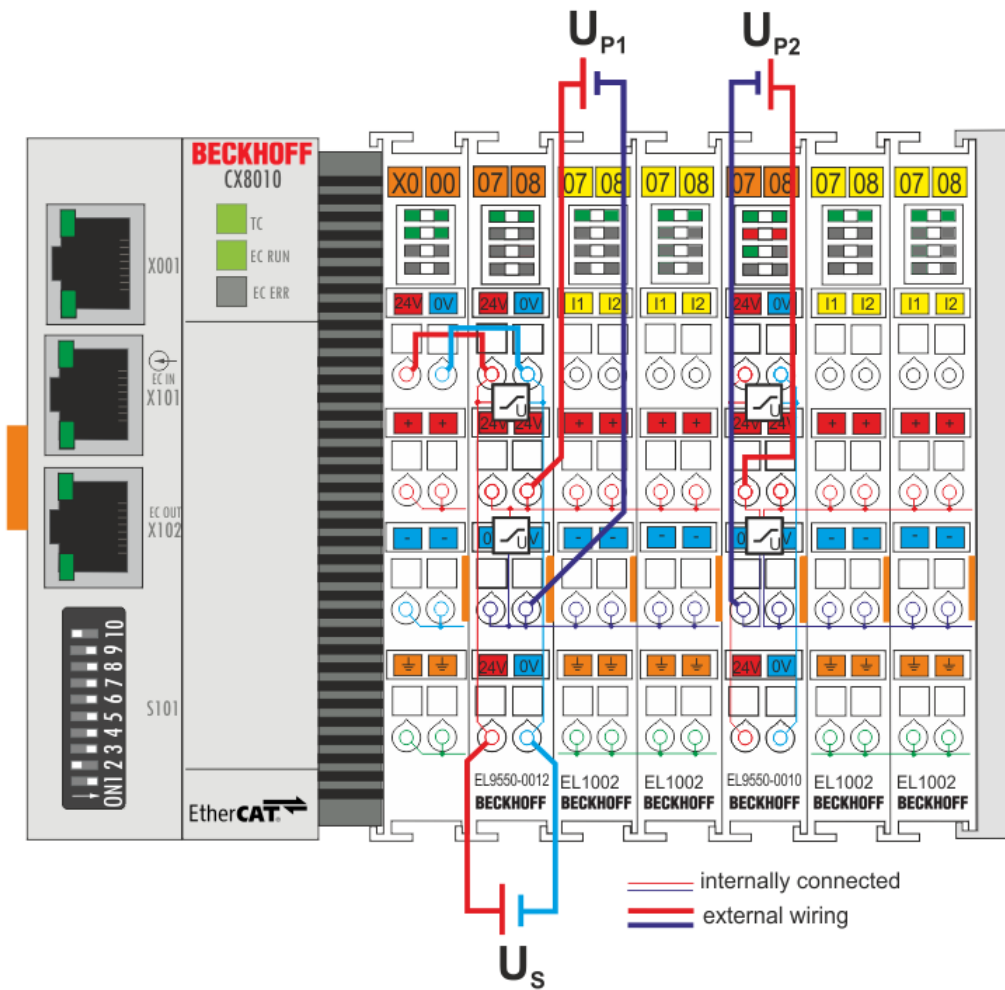 U P1
U P2
BECKHOFF
CX8010
TC
EC RUN
EC ERR
X001
EC IN
X101
EC OUT
X102
S101
ON 1 2 3 4 5 6 7 8 9 10
EtherCAT
X0 00 07 08 07 08 07 08 07 08 07 08 07 08
24V 0V 24V 0V I1 I2 I1 I2 24V 0V I1 I2 I1 I2
U U
+ + 24V 24V + + + + 24V 24V + + + +
U U
- - 0V 0V - - - - 0V 0V - - - -
24V 0V 24V 0V
EL9550-0012 EL1002 EL1002 EL9550-0010 EL1002 EL1002
BECKHOFF BECKHOFF BECKHOFF BECKHOFF BECKHOFF BECKHOFF
internally connected
external wiring
U S